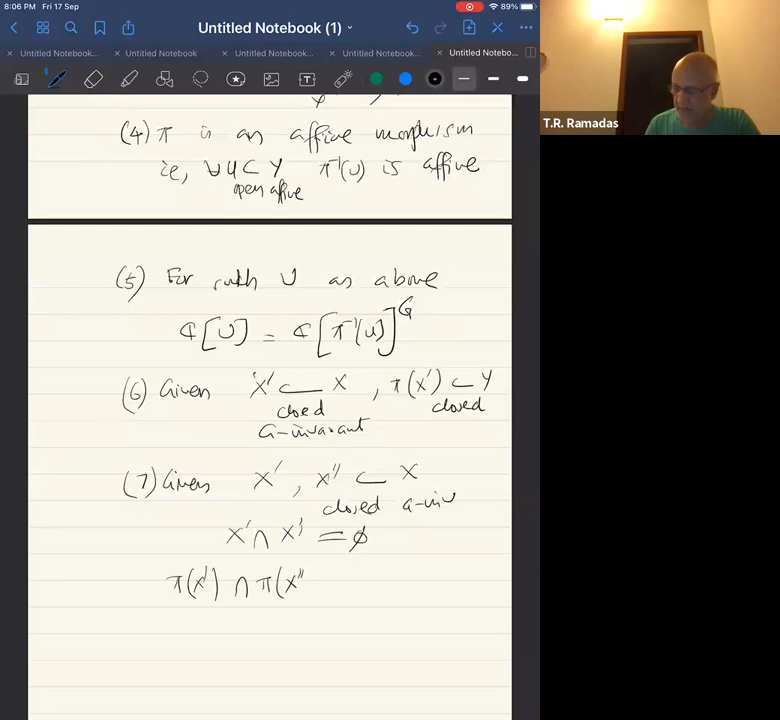 8:06 PM Fri 17 Sep
89%
Untitled Notebook (1)
Untitled Notebook...
Untitled Notebook
Untitled Notebook...
Untitled Notebook...
Untitled Notebo...
T.R. Ramadas
(4) π is an affine morphism
ie, ∀ U ⊂ Y π⁻¹(U) is affine
open affine
(5) For such U as above
ℂ[U] = ℂ[π⁻¹(U)]^G
(6) Given X' ⊂ X , π(X') ⊂ Y
closed closed
G-invariant
(7) Given X' , X'' ⊂ X
closed G-inv
X' ∩ X' = ∅
π(X') ∩ π(X''